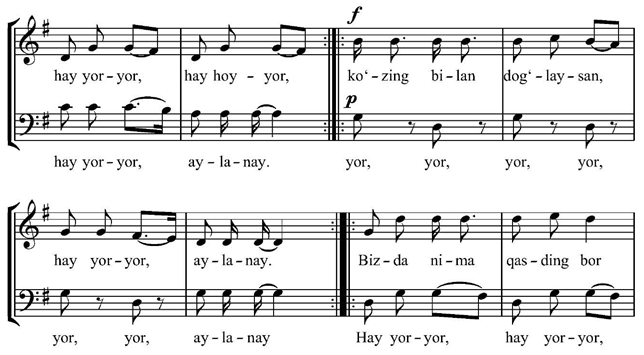 f
hay yor-yor, hay hoy-yor, ko‘-zing bi-lan dog‘-lay-san,
p
hay yor-yor, ay-la-nay. yor, yor, yor, yor,
hay yor-yor, ay-la-nay. Biz-da ni-ma qas-ding bor
yor, yor, ay-la-nay Hay yor-yor, hay yor-yor,